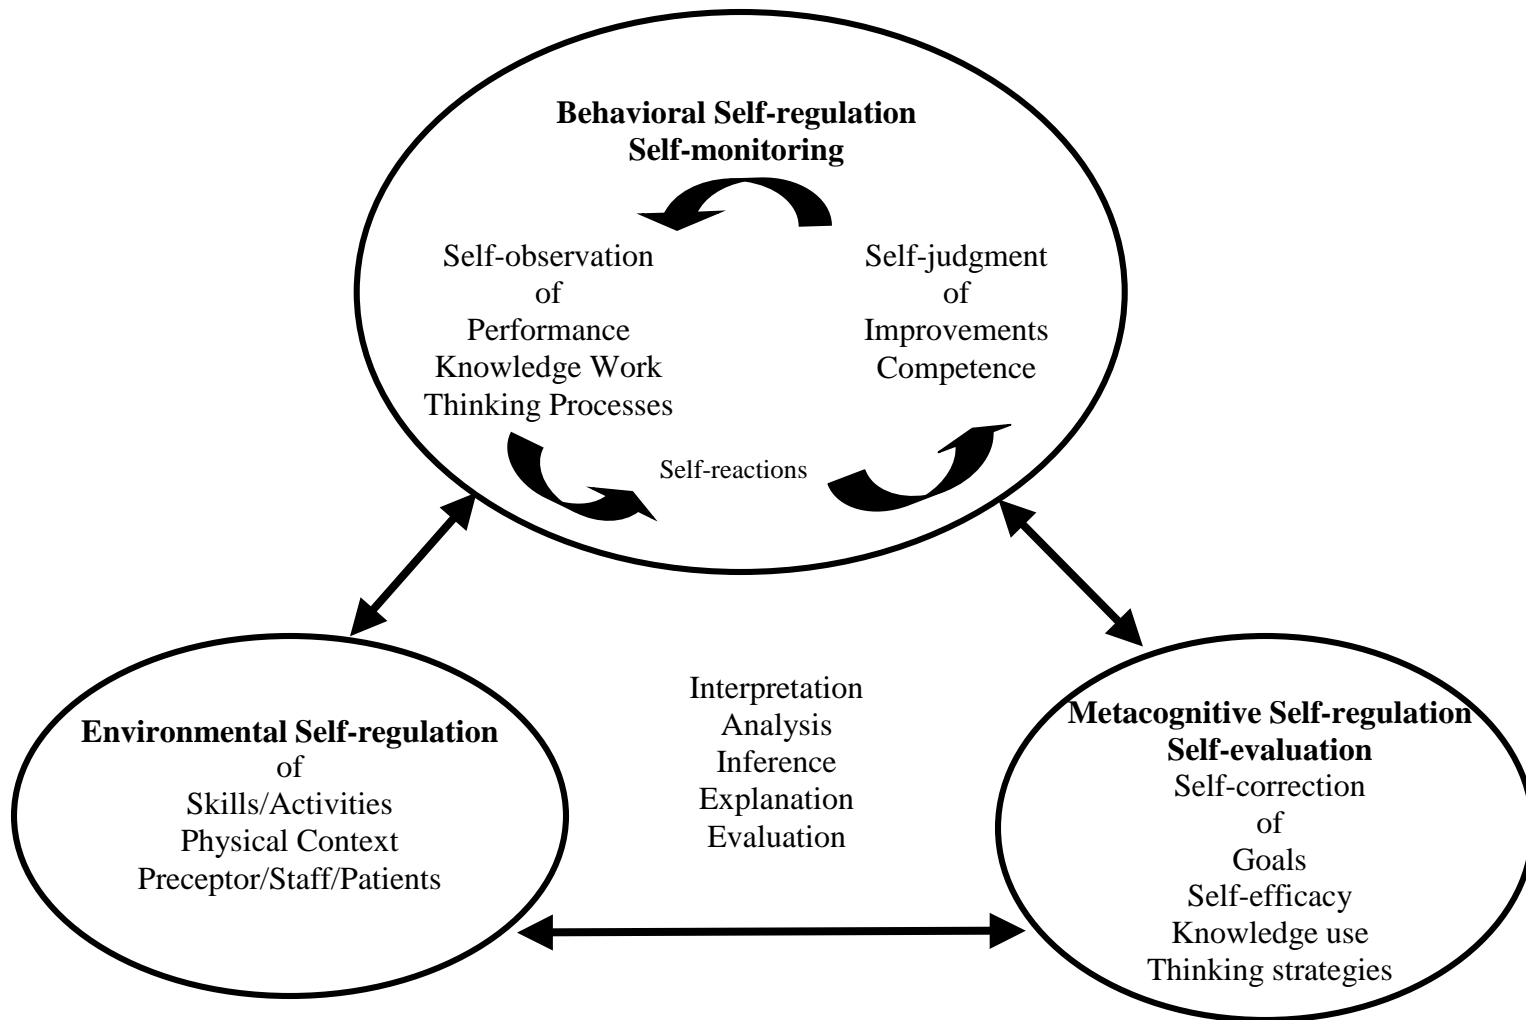 Behavioral Self-regulation
Self-monitoring
Self-observation
of
Performance
Knowledge Work
Thinking Processes
Self-judgment
of
Improvements
Competence
Self-reactions
Environmental Self-regulation
of
Skills/Activities
Physical Context
Preceptor/Staff/Patients
Interpretation
Analysis
Inference
Explanation
Evaluation
Metacognitive Self-regulation
Self-evaluation
Self-correction
of
Goals
Self-efficacy
Knowledge use
Thinking strategies